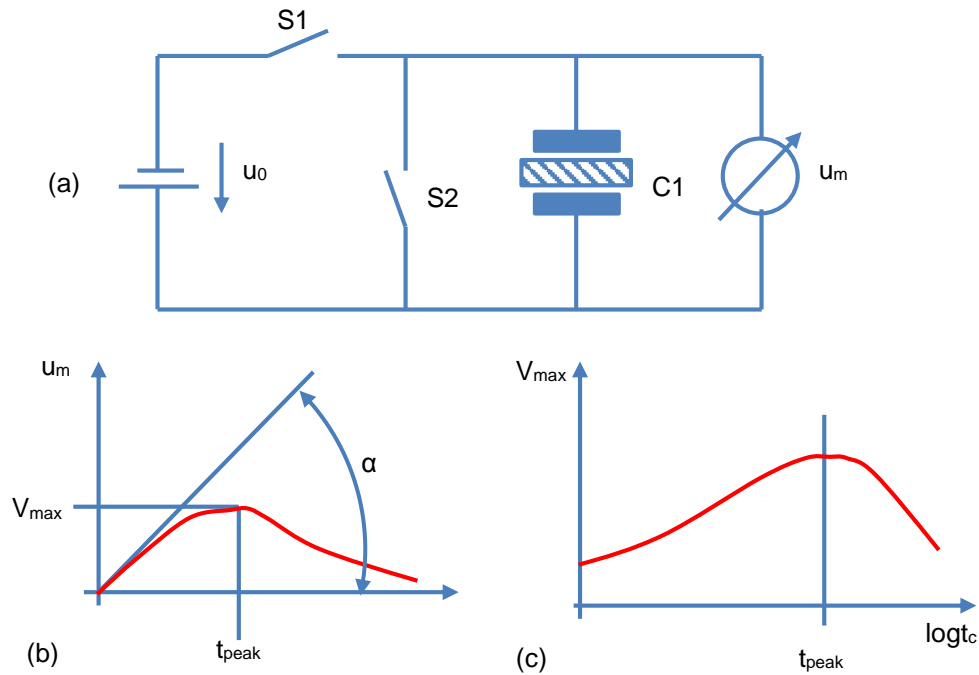 S1
(a)
u0
S2
C1
um
um
Vmax
α
tpeak
(b)
Vmax
logtc
tpeak
(c)